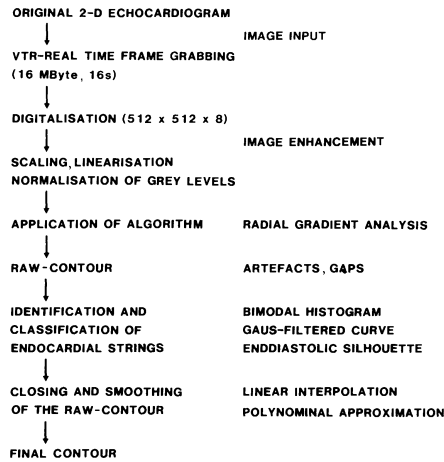 ORIGINAL 2-D ECHOCARDIOGRAM
IMAGE INPUT
VTR-REAL TIME FRAME GRABBING
(16 MByte, 16s)
DIGITALISATION (512 x 512 x 8)
IMAGE ENHANCEMENT
SCALING, LINEARISATION
NORMALISATION OF GREY LEVELS
APPLICATION OF ALGORITHM
RADIAL GRADIENT ANALYSIS
RAW-CONTOUR
ARTEFACTS, GAPS
IDENTIFICATION AND
CLASSIFICATION OF
ENDOCARDIAL STRINGS
BIMODAL HISTOGRAM
GAUS-FILTERED CURVE
ENDDIASTOLIC SILHOUETTE
CLOSING AND SMOOTHING
OF THE RAW-CONTOUR
LINEAR INTERPOLATION
POLYNOMINAL APPROXIMATION
FINAL CONTOUR